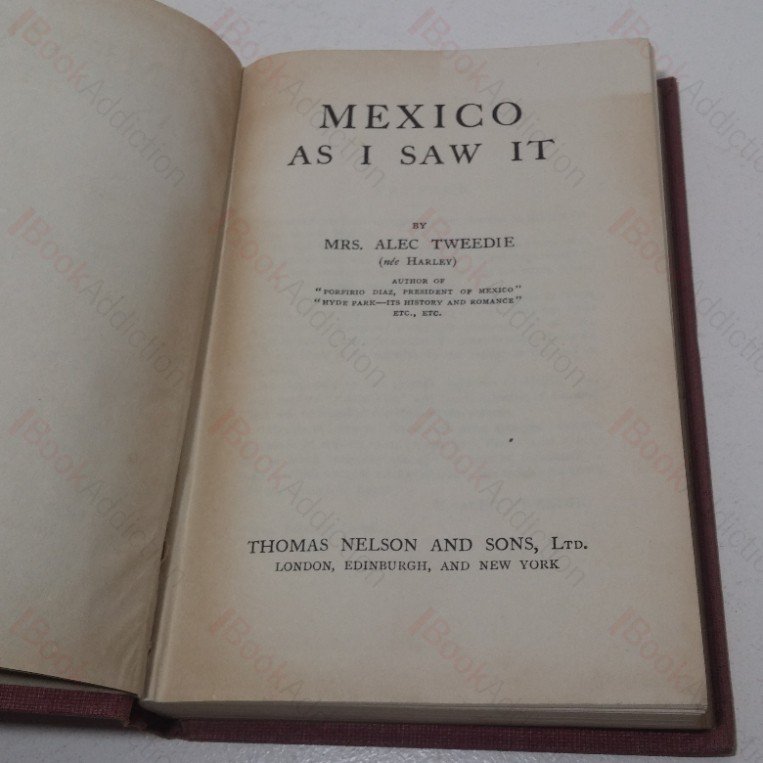 MEXICO
AS I SAW IT
BY
MRS. ALEC TWEEDIE
(née HARLEY)
AUTHOR OF
"PORFIRIO DIAZ, PRESIDENT OF MEXICO"
"HYDE PARK—ITS HISTORY AND ROMANCE"
ETC., ETC.
THOMAS NELSON AND SONS, LTD.
LONDON, EDINBURGH, AND NEW YORK
BookAddiction